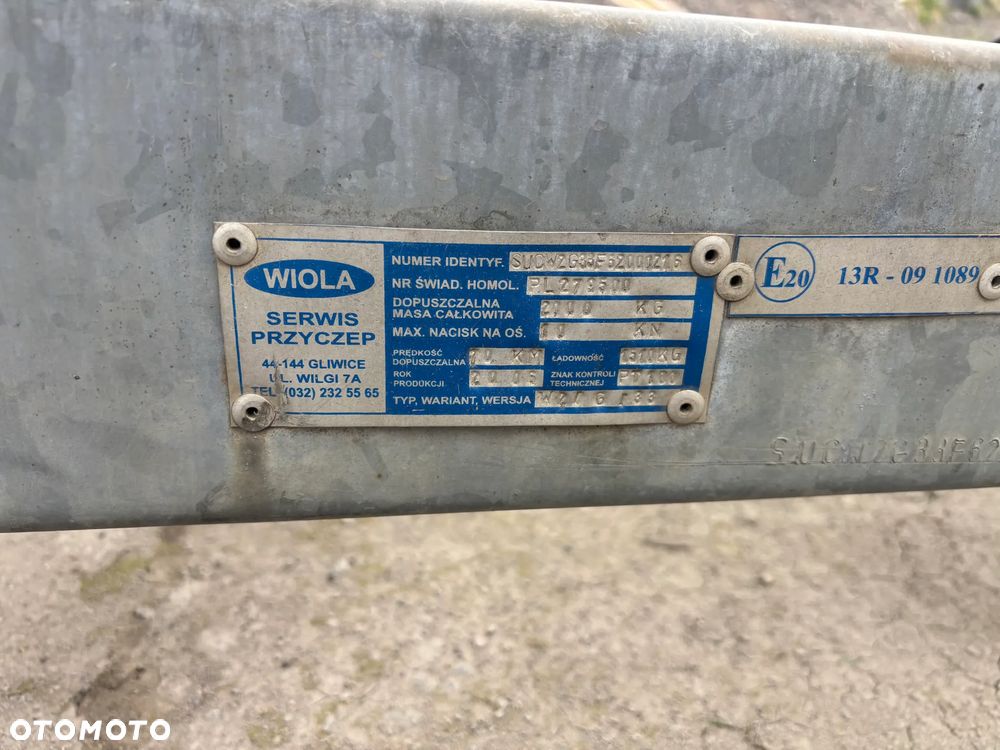 WIOLA
SERWIS
PRZYCZEP
44-144 GLIWICE
UL. WILGI 7A
TEL. (032) 232 55 65
NUMER IDENTYF.
NR ŚWIAD. HOMOL. PL279500
DOPUSZCZALNA
MASA CAŁKOWITA 2100 KG
MAX. NACISK NA OŚ. KN
PRĘDKOŚĆ
DOPUSZCZALNA KM
ŁADOWNOŚĆ
ROK
PRODUKCJI
ZNAK KONTROLI
TECHNICZNEJ
TYP, WARIANT, WERSJA
E20
13R - 09 1089
OTOMOTO